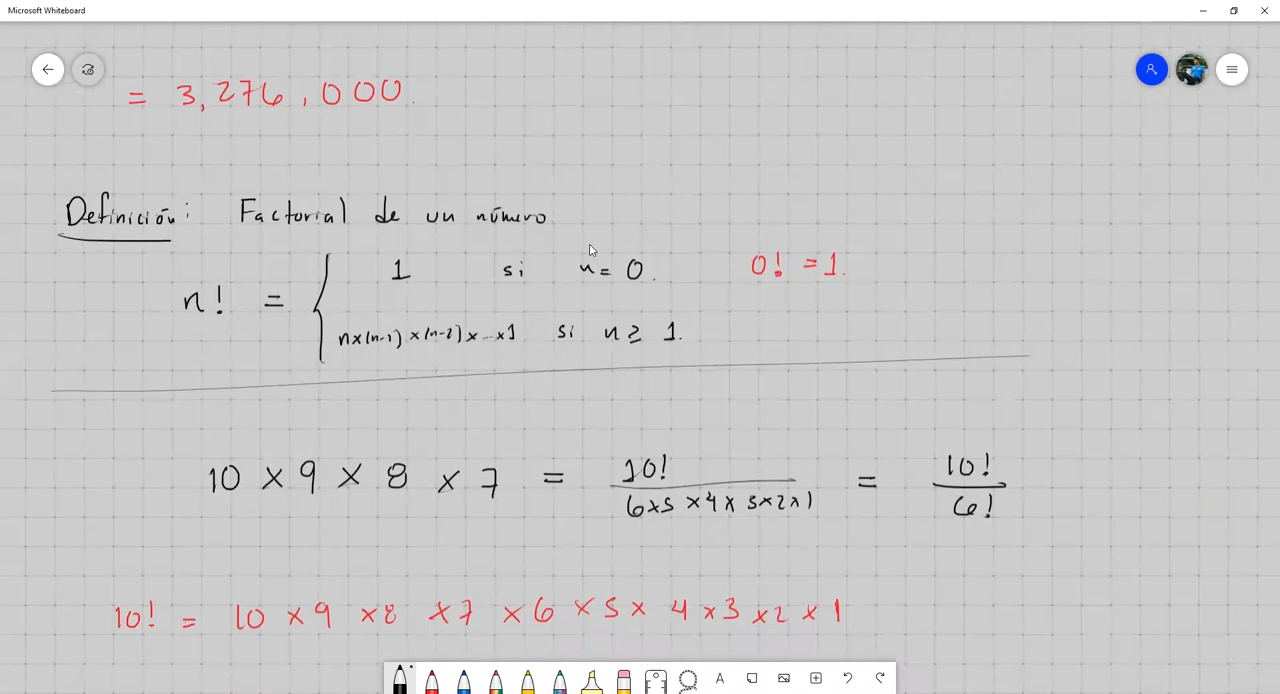 Microsoft Whiteboard
= 3,276,000.
Definición: Factorial de un número
1 si n = 0. 0! = 1.
n! =
n×(n-1)×(n-2)× ... ×1 si n ≥ 1.
10 × 9 × 8 × 7 = 10! / 6×5×4×3×2×1 = 10! / 6!
10! = 10 × 9 × 8 × 7 × 6 × 5 × 4 × 3 × 2 × 1
A